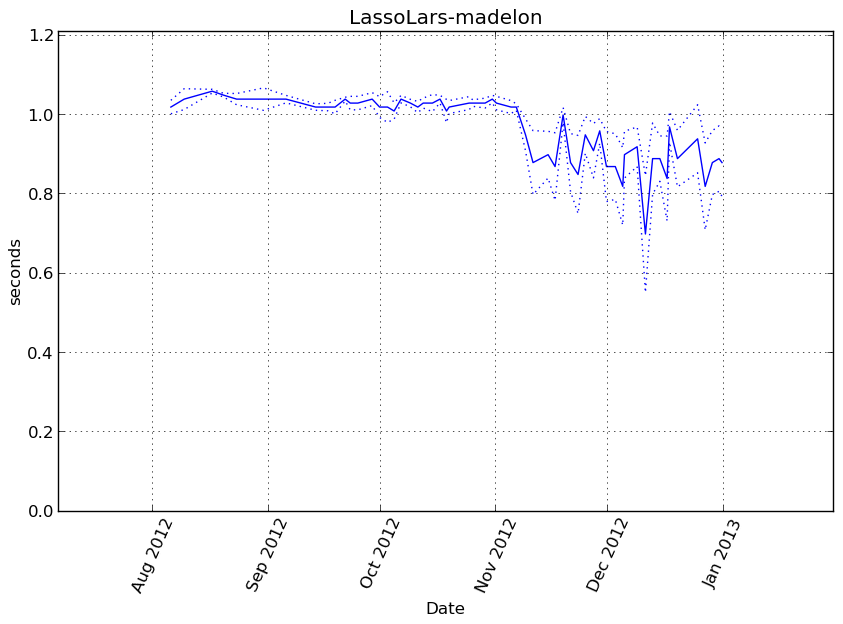 LassoLars-madelon
1.2
1.0
0.8
0.6
0.4
0.2
0.0
seconds
Aug 2012
Sep 2012
Oct 2012
Nov 2012
Dec 2012
Jan 2013
Date